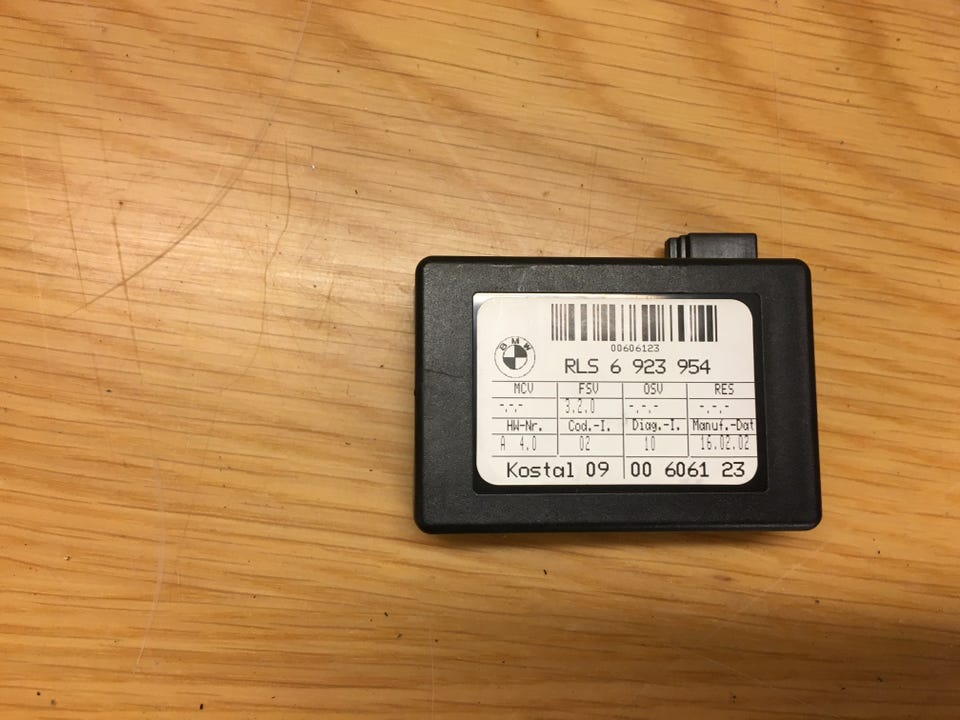 00606123
BMW
RLS 6 923 954
MCV FSV OSV RES
-.-.- 3.2.0 -.-.- -.-.-
HW-Nr. Cod.-I. Diag.-I. Manuf.-Dat
A 4.0 02 10 16.02.02
Kostal 09 00 6061 23